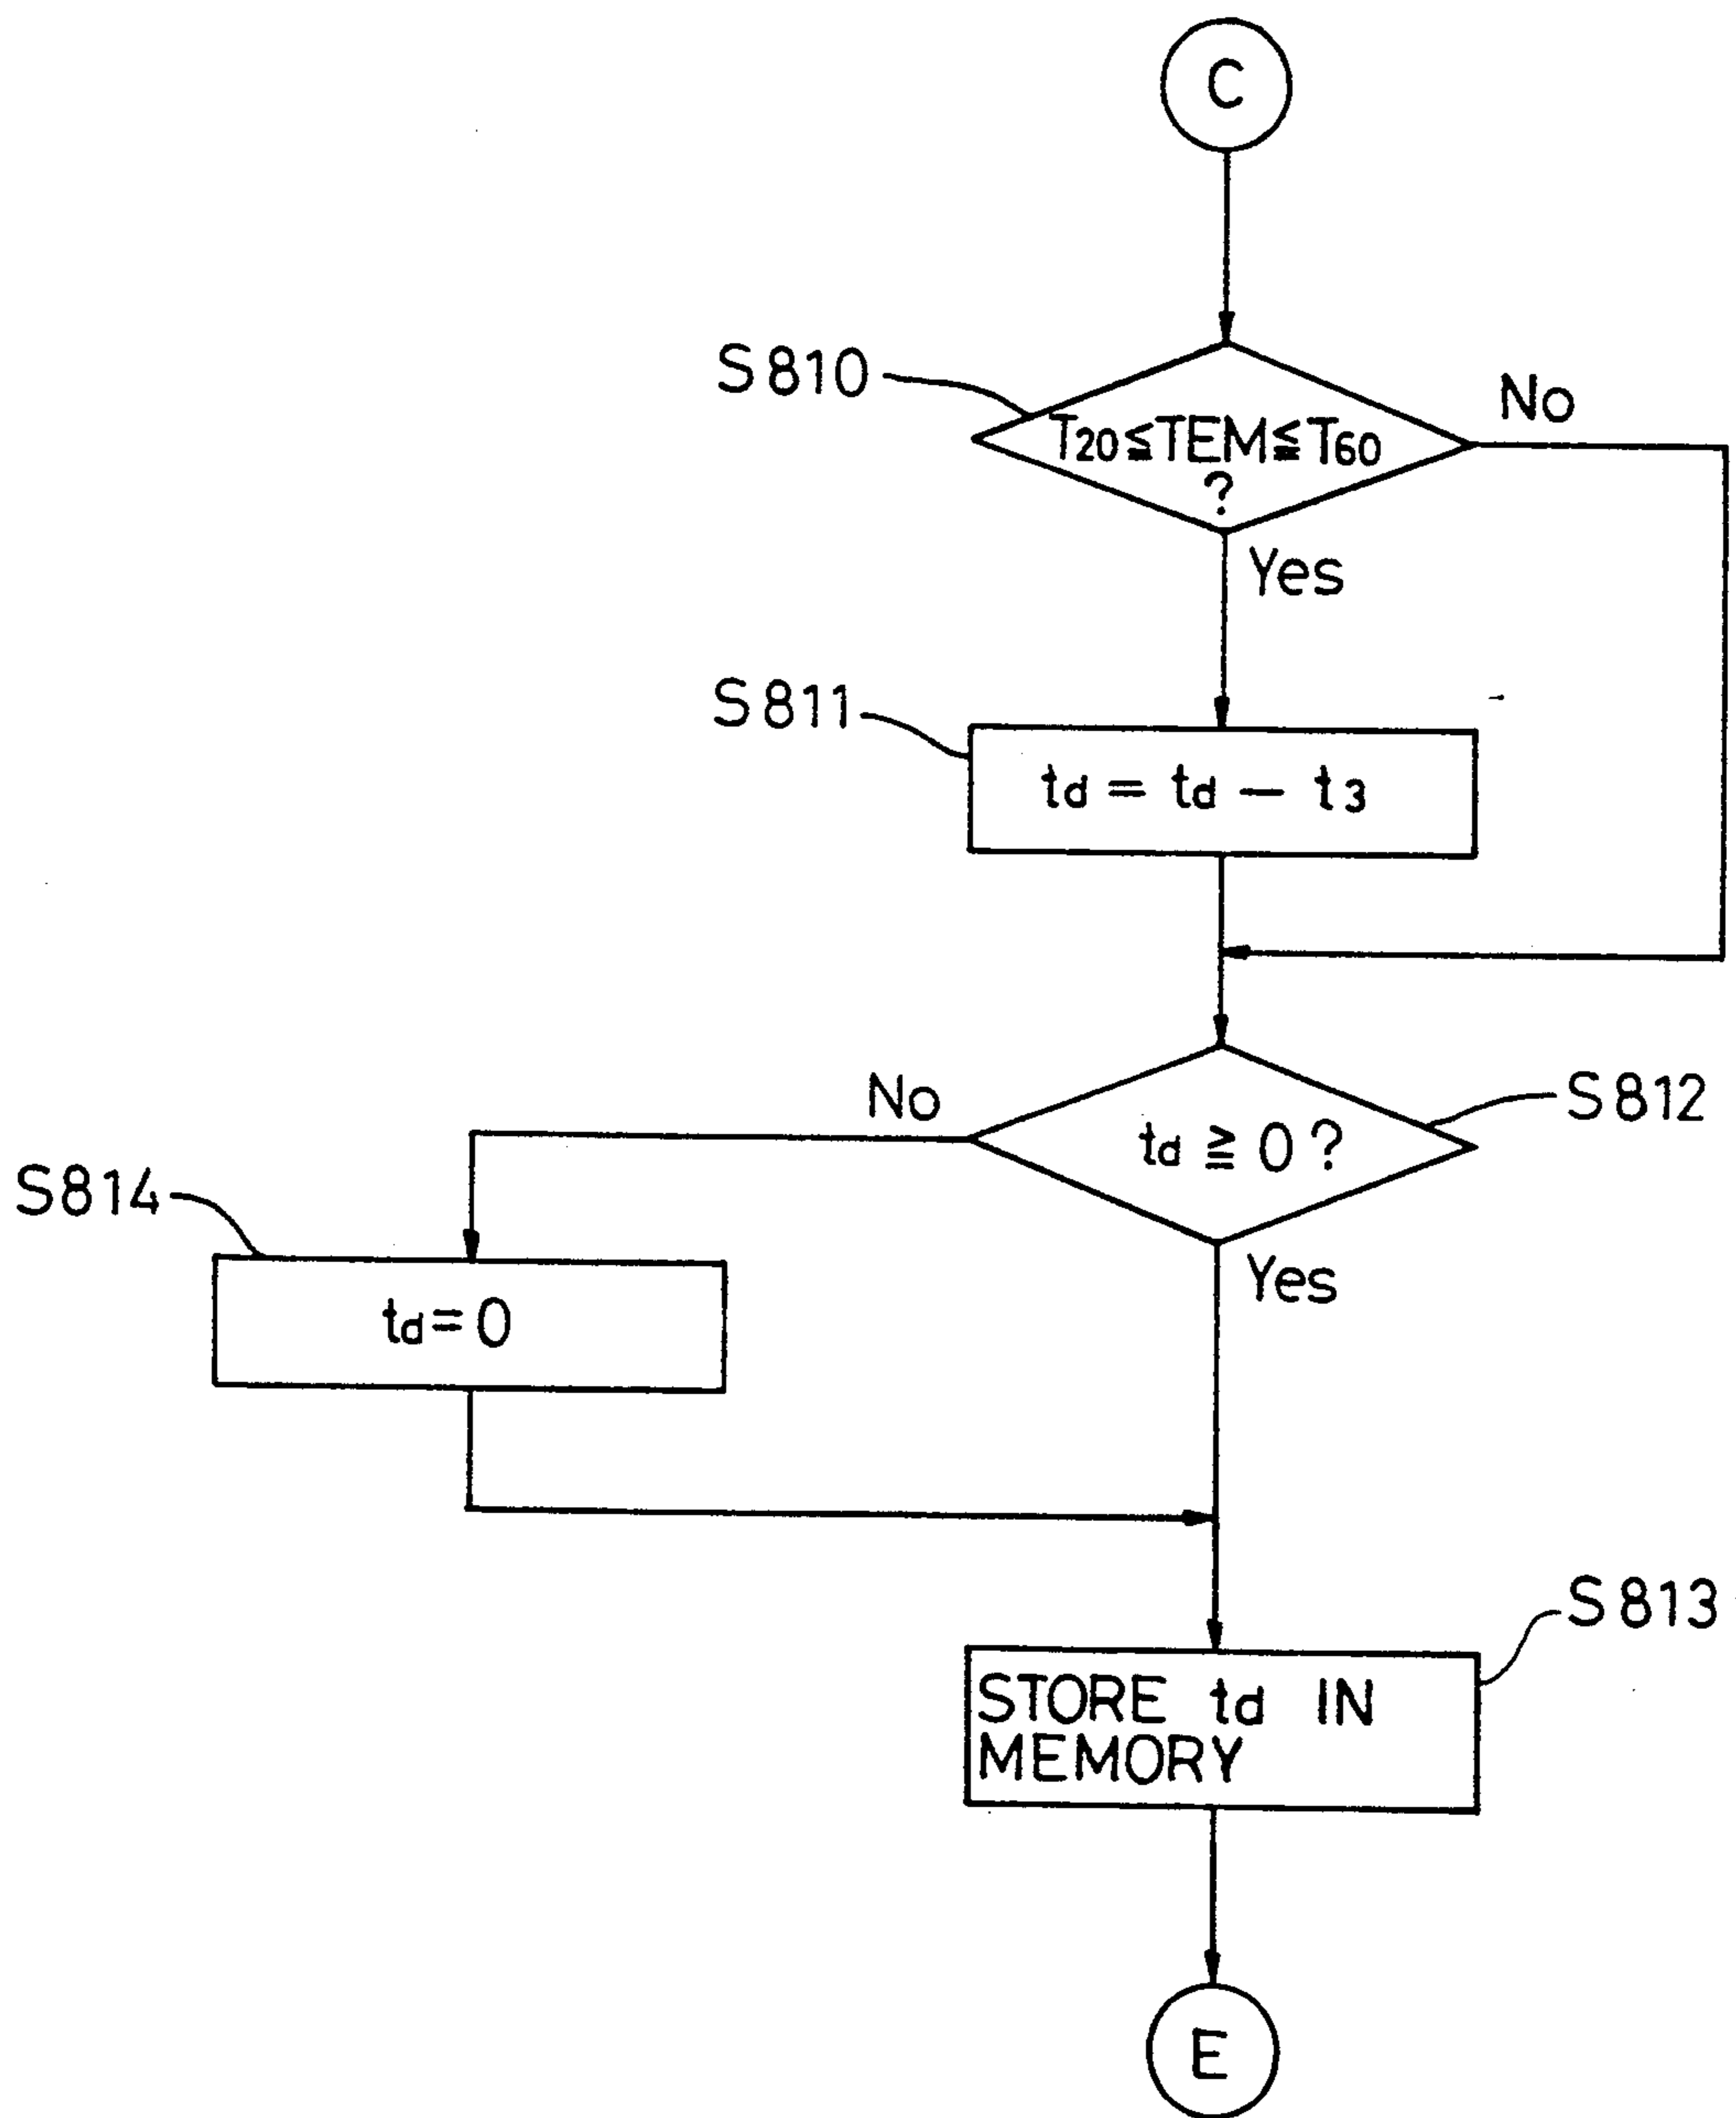 C
S810
No
T20≦TEM≦T60
?
Yes
S811
td = td − t3
No
S812
td ≧ 0 ?
S814
Yes
td = 0
S813
STORE td IN
MEMORY
E